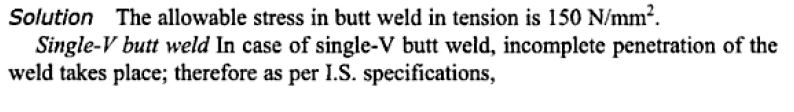 Solution The allowable stress in butt weld in tension is 150 N/mm².
Single-V butt weld In case of single-V butt weld, incomplete penetration of the
weld takes place; therefore as per I.S. specifications,